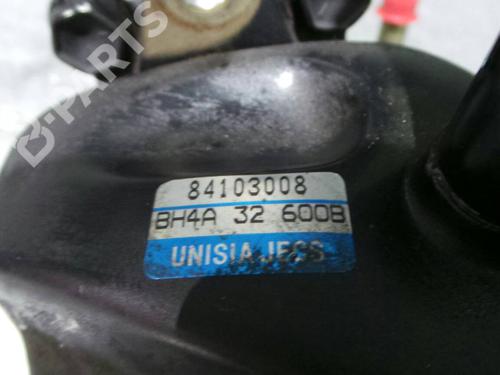 B-PARTS
84103008
BH4A 32 600B
UNISIA JECS